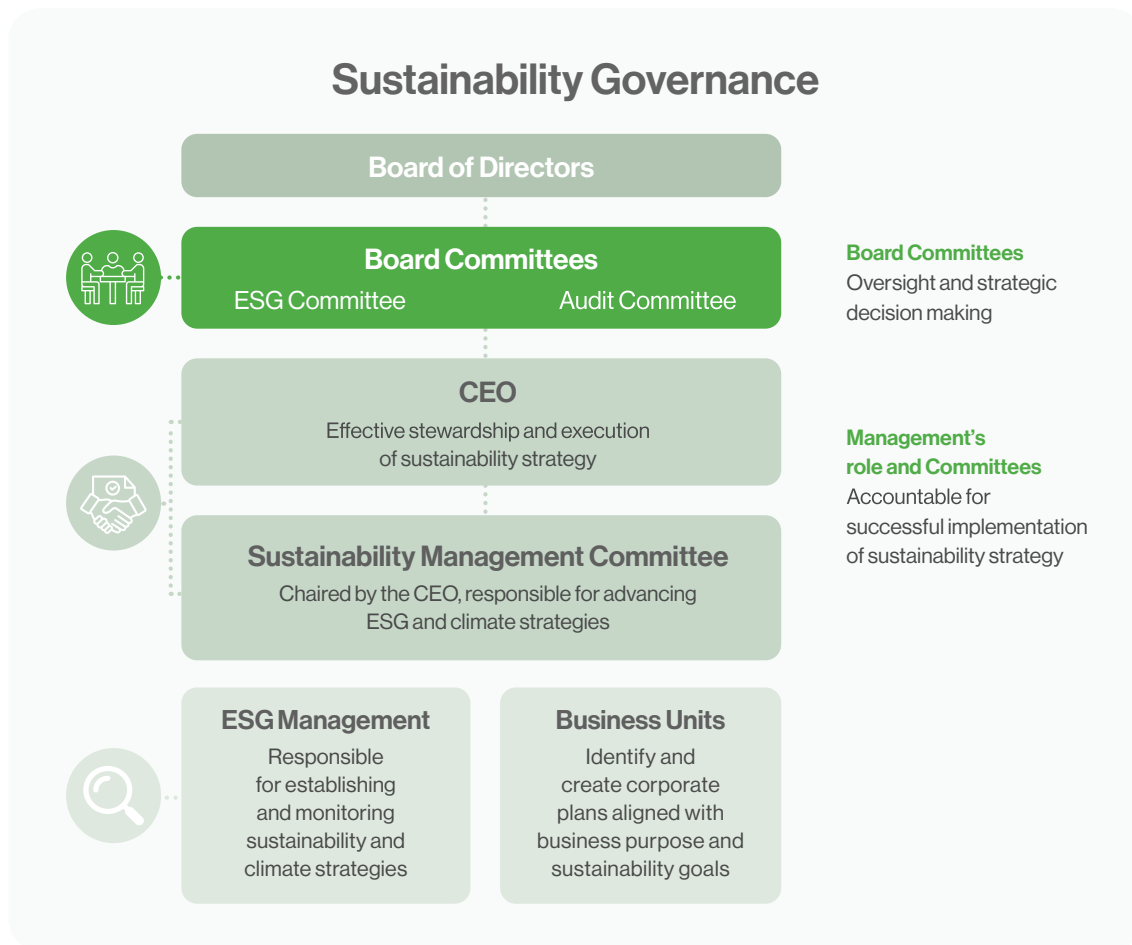 Sustainability Governance
Board of Directors
Board Committees
ESG Committee
Audit Committee
Board Committees
Oversight and strategic
decision making
CEO
Effective stewardship and execution
of sustainability strategy
Management’s
role and Committees
Accountable for
successful implementation
of sustainability strategy
Sustainability Management Committee
Chaired by the CEO, responsible for advancing
ESG and climate strategies
ESG Management
Responsible
for establishing
and monitoring
sustainability and
climate strategies
Business Units
Identify and
create corporate
plans aligned with
business purpose and
sustainability goals